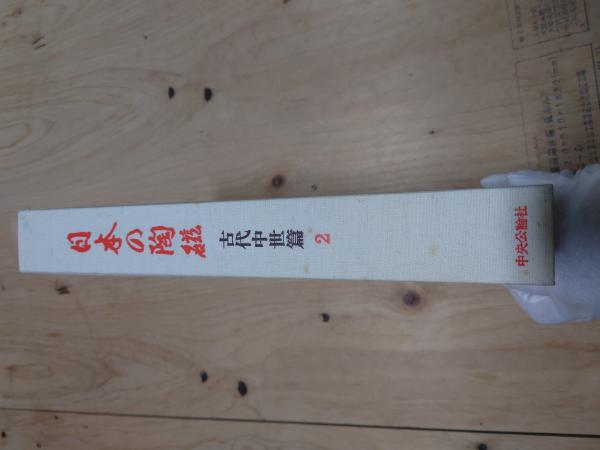 日本の陶磁
古代中世篇 2
中央公論社